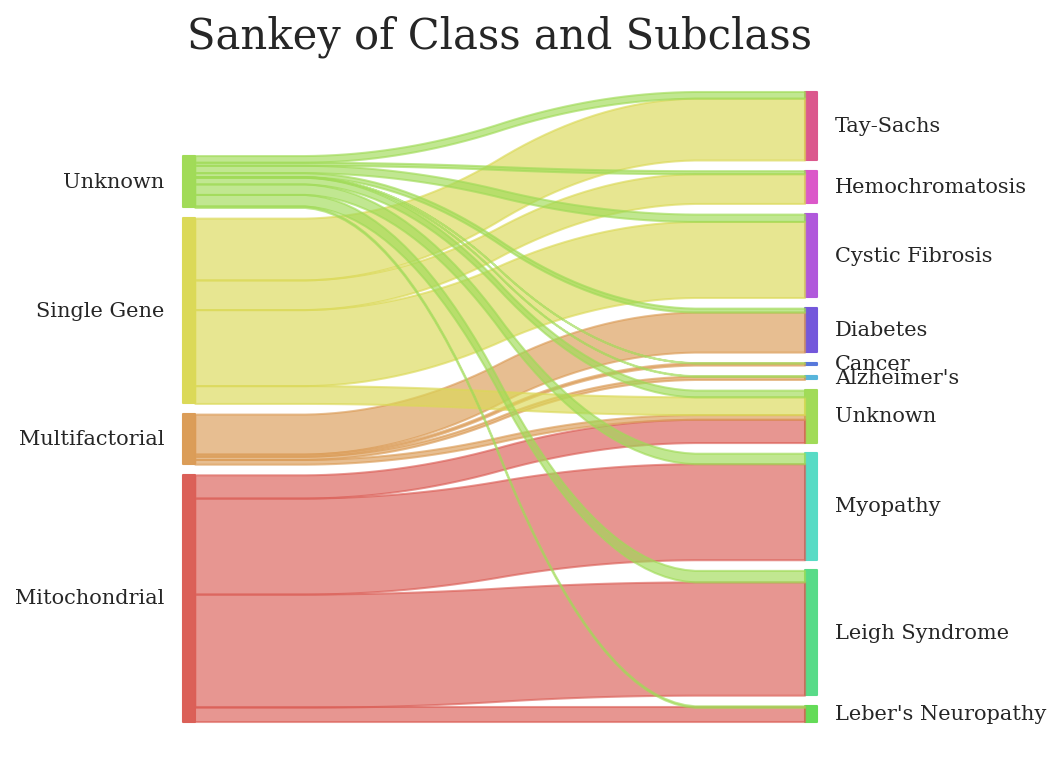 Sankey of Class and Subclass
Unknown
Single Gene
Multifactorial
Mitochondrial
Tay-Sachs
Hemochromatosis
Cystic Fibrosis
Diabetes
Cancer
Alzheimer's
Unknown
Myopathy
Leigh Syndrome
Leber's Neuropathy